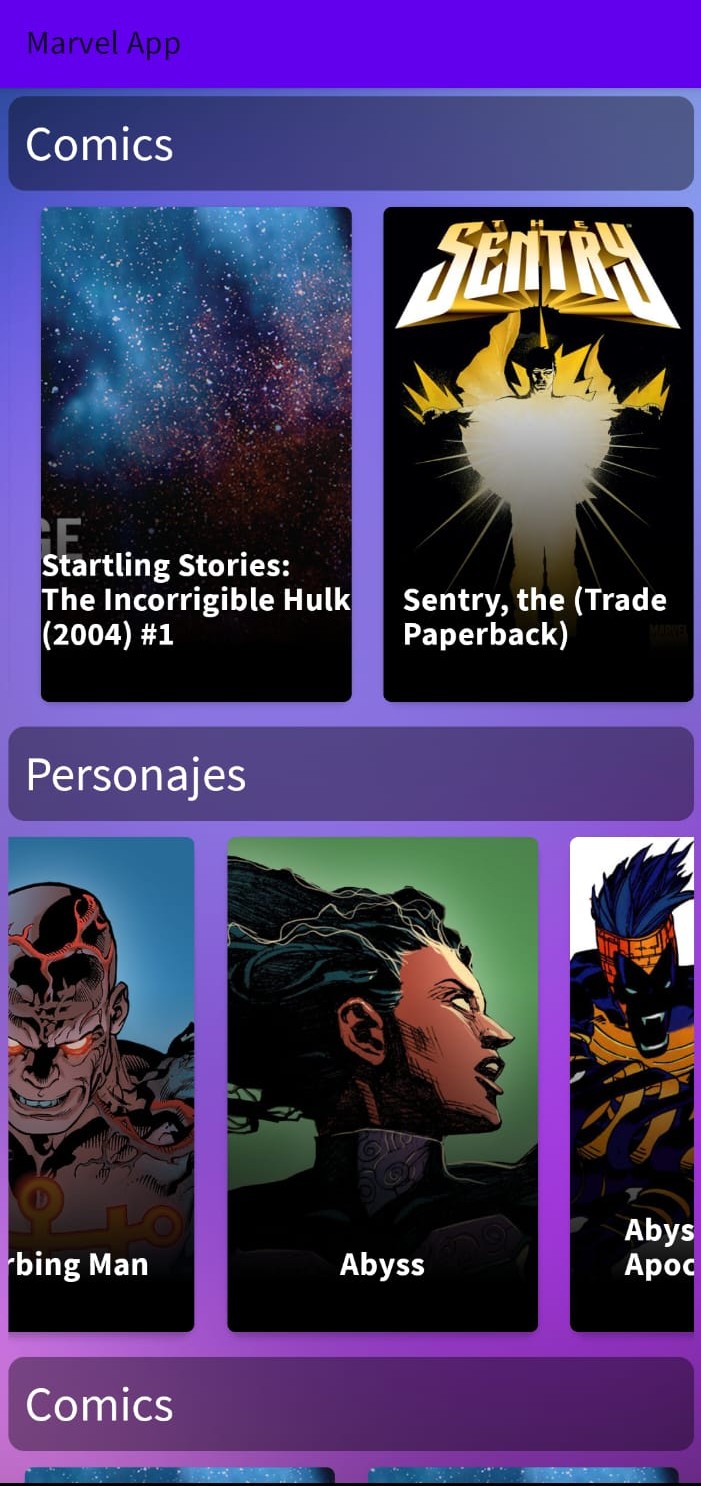 Marvel App
Comics
GE
Startling Stories:
The Incorrigible Hulk
(2004) #1
THE
SENTRY
Sentry, the (Trade
Paperback)
MARVEL
Personajes
rbing Man
Abyss
Abys
Apoc
Comics